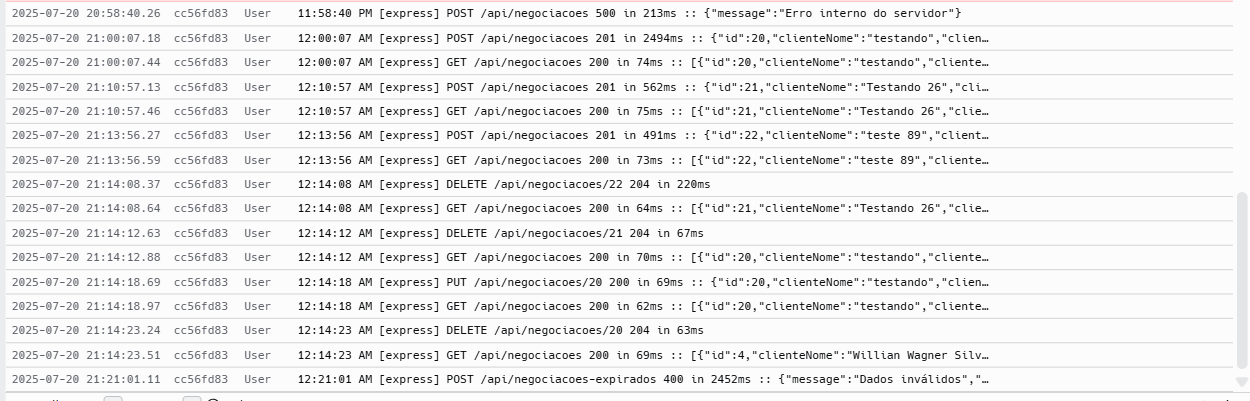 2025-07-20 20:58:40.26 cc56fd83 User 11:58:40 PM [express] POST /api/negociacoes 500 in 213ms :: {"message":"Erro interno do servidor"}
2025-07-20 21:00:07.18 cc56fd83 User 12:00:07 AM [express] POST /api/negociacoes 201 in 2494ms :: {"id":20,"clienteNome":"testando","clien…
2025-07-20 21:00:07.44 cc56fd83 User 12:00:07 AM [express] GET /api/negociacoes 200 in 74ms :: [{"id":20,"clienteNome":"testando","cliente…
2025-07-20 21:10:57.13 cc56fd83 User 12:10:57 AM [express] POST /api/negociacoes 201 in 562ms :: {"id":21,"clienteNome":"Testando 26","cli…
2025-07-20 21:10:57.46 cc56fd83 User 12:10:57 AM [express] GET /api/negociacoes 200 in 75ms :: [{"id":21,"clienteNome":"Testando 26","clie…
2025-07-20 21:13:56.27 cc56fd83 User 12:13:56 AM [express] POST /api/negociacoes 201 in 491ms :: {"id":22,"clienteNome":"teste 89","client…
2025-07-20 21:13:56.59 cc56fd83 User 12:13:56 AM [express] GET /api/negociacoes 200 in 73ms :: [{"id":22,"clienteNome":"teste 89","cliente…
2025-07-20 21:14:08.37 cc56fd83 User 12:14:08 AM [express] DELETE /api/negociacoes/22 204 in 220ms
2025-07-20 21:14:08.64 cc56fd83 User 12:14:08 AM [express] GET /api/negociacoes 200 in 64ms :: [{"id":21,"clienteNome":"Testando 26","clie…
2025-07-20 21:14:12.63 cc56fd83 User 12:14:12 AM [express] DELETE /api/negociacoes/21 204 in 67ms
2025-07-20 21:14:12.88 cc56fd83 User 12:14:12 AM [express] GET /api/negociacoes 200 in 70ms :: [{"id":20,"clienteNome":"testando","cliente…
2025-07-20 21:14:18.69 cc56fd83 User 12:14:18 AM [express] PUT /api/negociacoes/20 200 in 69ms :: {"id":20,"clienteNome":"testando","clien…
2025-07-20 21:14:18.97 cc56fd83 User 12:14:18 AM [express] GET /api/negociacoes 200 in 62ms :: [{"id":20,"clienteNome":"testando","cliente…
2025-07-20 21:14:23.24 cc56fd83 User 12:14:23 AM [express] DELETE /api/negociacoes/20 204 in 63ms
2025-07-20 21:14:23.51 cc56fd83 User 12:14:23 AM [express] GET /api/negociacoes 200 in 69ms :: [{"id":4,"clienteNome":"Willian Wagner Silv…
2025-07-20 21:21:01.11 cc56fd83 User 12:21:01 AM [express] POST /api/negociacoes-expirados 400 in 2452ms :: {"message":"Dados inválidos","…